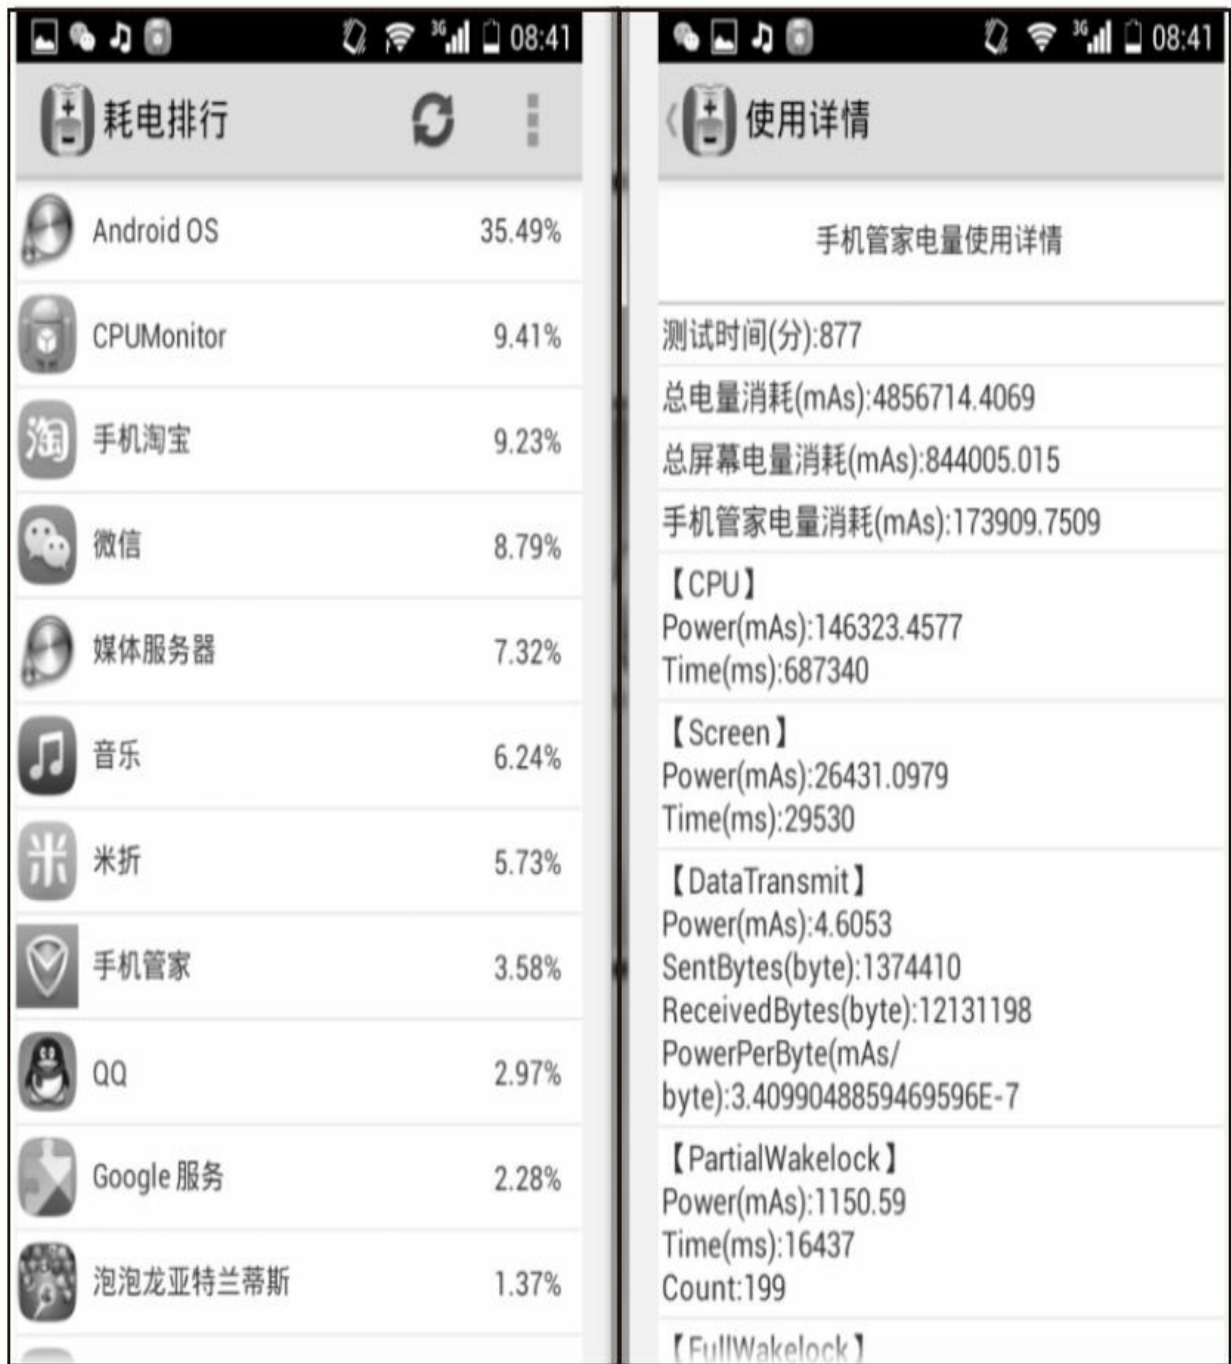 3G 08:41
耗电排行
Android OS 35.49%
CPUMonitor 9.41%
淘 手机淘宝 9.23%
微信 8.79%
媒体服务器 7.32%
音乐 6.24%
米 米折 5.73%
手机管家 3.58%
QQ 2.97%
Google 服务 2.28%
泡泡龙亚特兰蒂斯 1.37%
3G 08:41
使用详情
手机管家电量使用详情
测试时间(分):877
总电量消耗(mAs):4856714.4069
总屏幕电量消耗(mAs):844005.015
手机管家电量消耗(mAs):173909.7509
【CPU】
Power(mAs):146323.4577
Time(ms):687340
【Screen】
Power(mAs):26431.0979
Time(ms):29530
【DataTransmit】
Power(mAs):4.6053
SentBytes(byte):1374410
ReceivedBytes(byte):12131198
PowerPerByte(mAs/
byte):3.4099048859469596E-7
【PartialWakelock】
Power(mAs):1150.59
Time(ms):16437
Count:199
【FullWakelock】